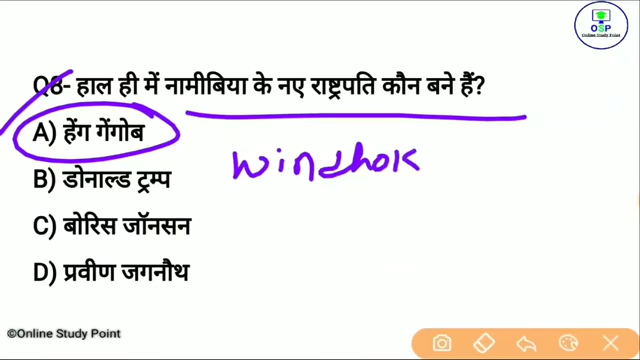 OSP
Online Study Point
Q8- हाल ही में नामीबिया के नए राष्ट्रपति कौन बने हैं?
A) हेंग गेंगोब
windhok
B) डोनाल्ड ट्रम्प
C) बोरिस जॉनसन
D) प्रवीण जगनौथ
©Online Study Point